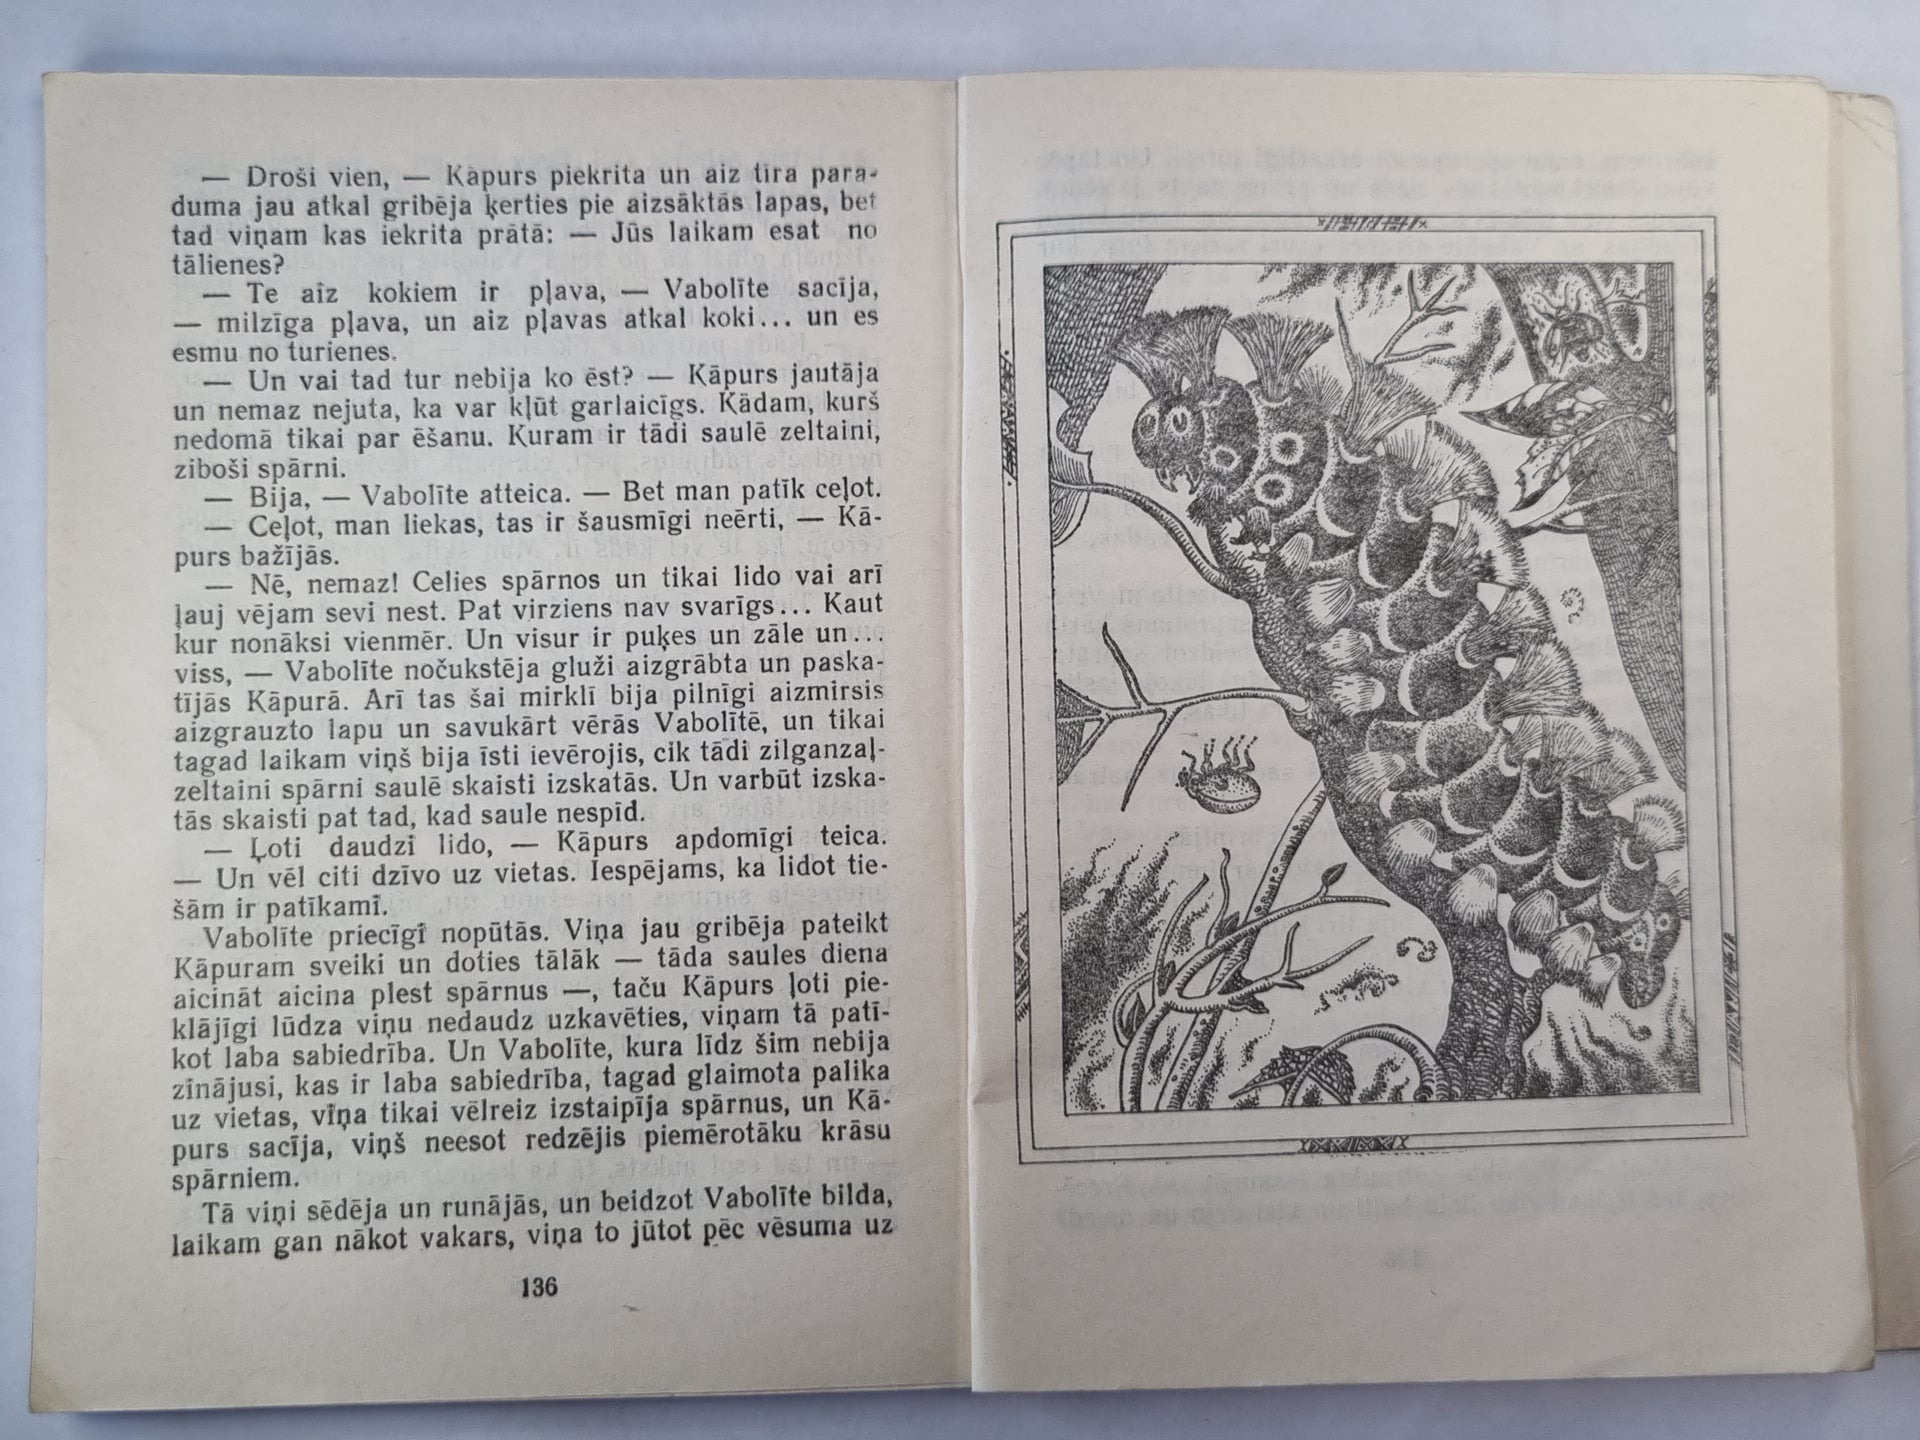 — Droši vien, — Kāpurs piekrita un aiz tīra para-
duma jau atkal gribēja ķerties pie aizsāktās lapas, bet
tad viņam kas iekrita prātā: — Jūs laikam esat no
tālienes?
— Te aiz kokiem ir pļava, — Vabolīte sacīja,
— milzīga pļava, un aiz pļavas atkal koki... un es
esmu no turienes.
— Un vai tad tur nebija ko ēst? — Kāpurs jautāja
un nemaz nejuta, ka var kļūt garlaicīgs. Kādam, kurš
nedomā tikai par ēšanu. Kuram ir tādi saulē zeltaini,
ziboši spārni.
— Bija, — Vabolīte atteica. — Bet man patīk ceļot.
— Ceļot, man liekas, tas ir šausmīgi neērti, — Kā-
purs bažījās.
— Nē, nemaz! Celies spārnos un tikai lido vai arī
ļauj vējam sevi nest. Pat virziens nav svarīgs... Kaut
kur nonāksi vienmēr. Un visur ir puķes un zāle un...
viss, — Vabolīte nočukstēja gluži aizgrābta un paska-
tījās Kāpurā. Arī tas šai mirklī bija pilnīgi aizmirsis
aizgrauzto lapu un savukārt vērās Vabolītē, un tikai
tagad laikam viņš bija īsti ievērojis, cik tādi zilganzaļ-
zeltaini spārni saulē skaisti izskatās. Un varbūt izska-
tās skaisti pat tad, kad saule nespīd.
— Ļoti daudzi lido, — Kāpurs apdomīgi teica.
— Un vēl citi dzīvo uz vietas. Iespējams, ka lidot tie-
šām ir patīkami.
Vabolīte priecīgi nopūtās. Viņa jau gribēja pateikt
Kāpuram sveiki un doties tālāk — tāda saules diena
aicināt aicina plest spārnus —, taču Kāpurs ļoti pie-
klājīgi lūdza viņu nedaudz uzkavēties, viņam tā patī-
kot laba sabiedrība. Un Vabolīte, kura līdz šim nebija
zinājusi, kas ir laba sabiedrība, tagad glaimota palika
uz vietas, viņa tikai vēlreiz izstaipīja spārnus, un Kā-
purs sacīja, viņš neesot redzējis piemērotāku krāsu
spārniem.
Tā viņi sēdēja un runājās, un beidzot Vabolīte bilda,
laikam gan nākot vakars, viņa to jūtot pēc vēsuma uz
136